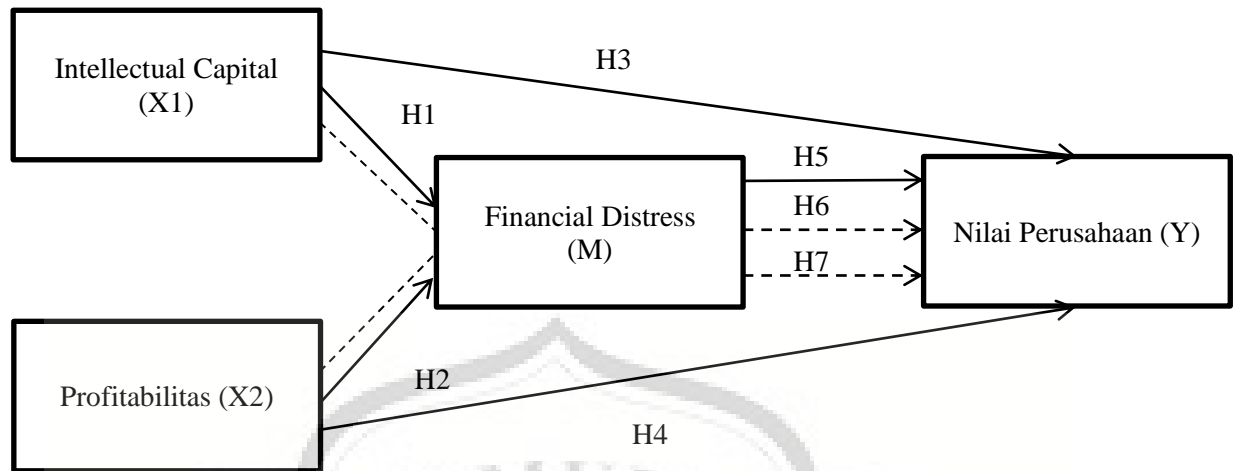 Intellectual Capital
(X1)
H3
H1
H5
Financial Distress
(M)
H6
Nilai Perusahaan (Y)
H7
Profitabilitas (X2)
H2
H4